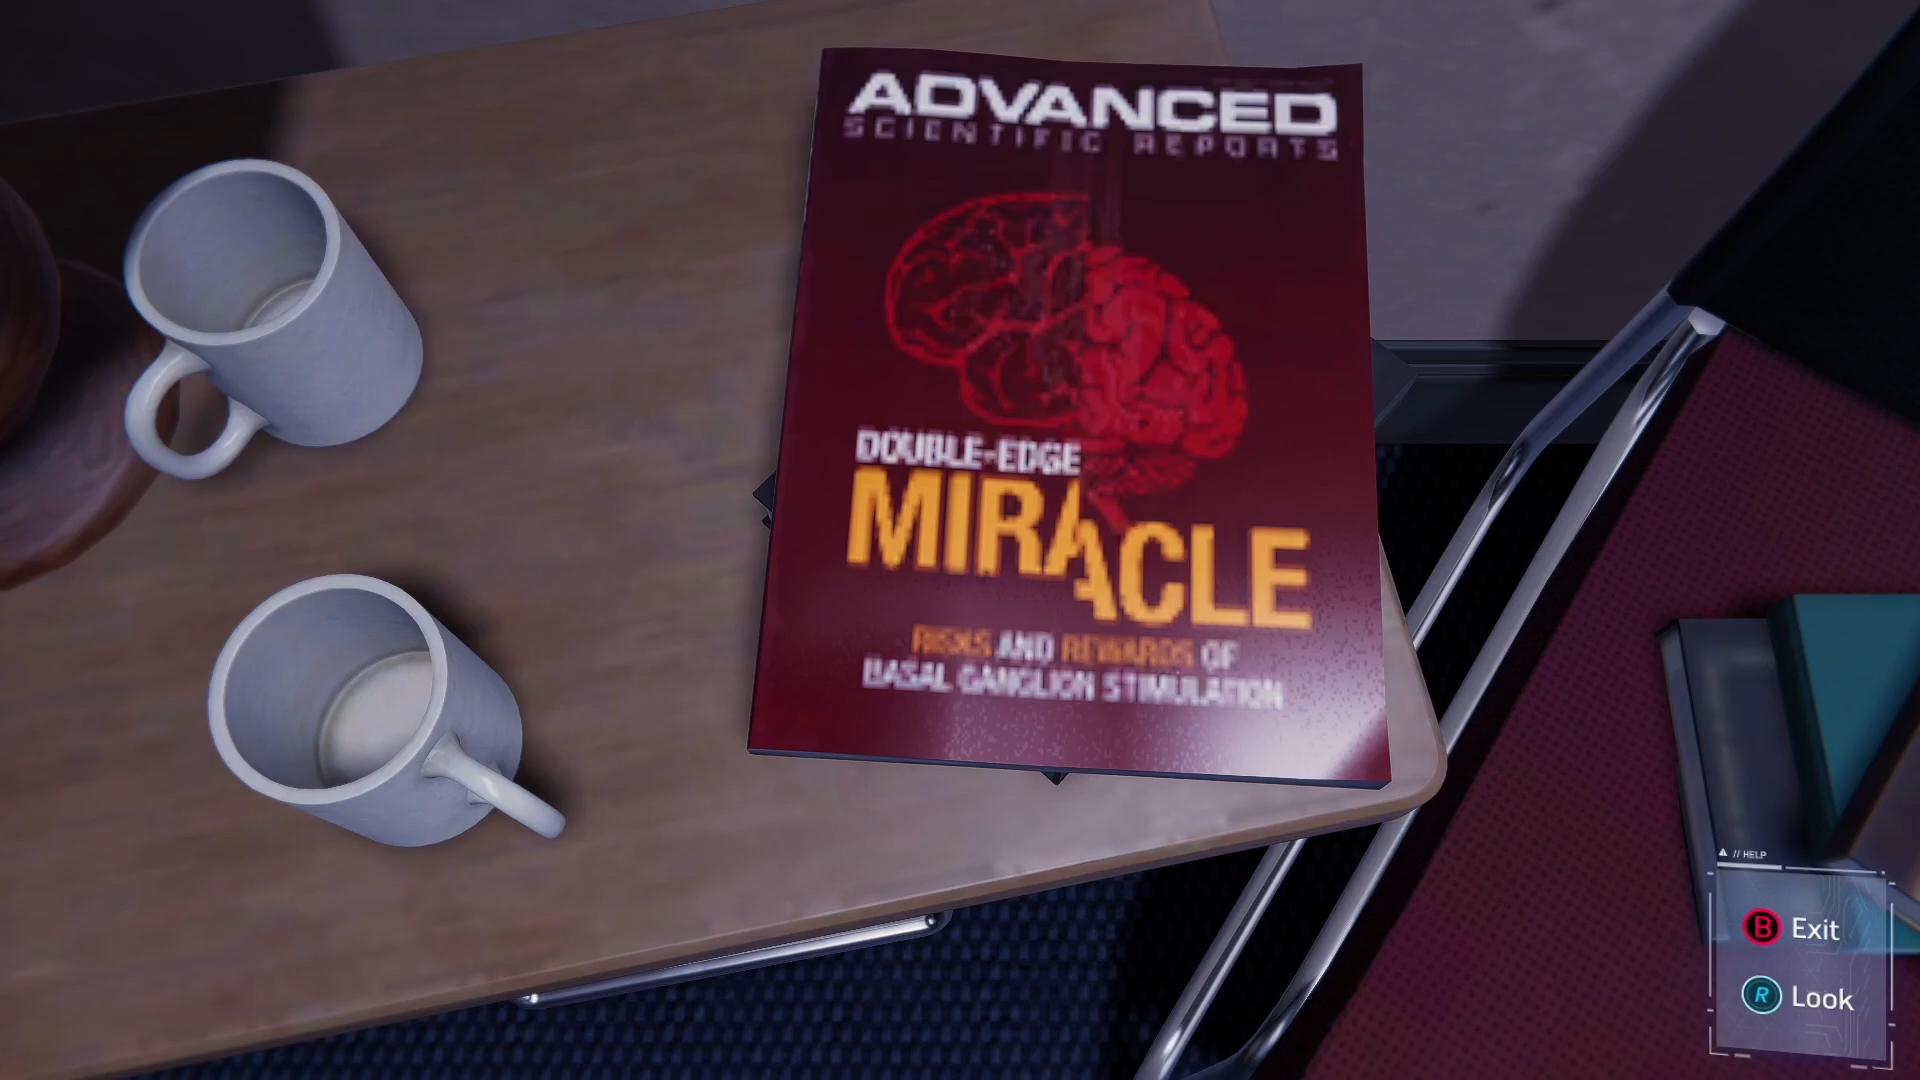 ADVANCED
SCIENTIFIC REPORTS
DOUBLE-EDGE
MIRACLE
RISKS AND REWARDS OF
BASAL GANGLION STIMULATION
// HELP
B Exit
R Look